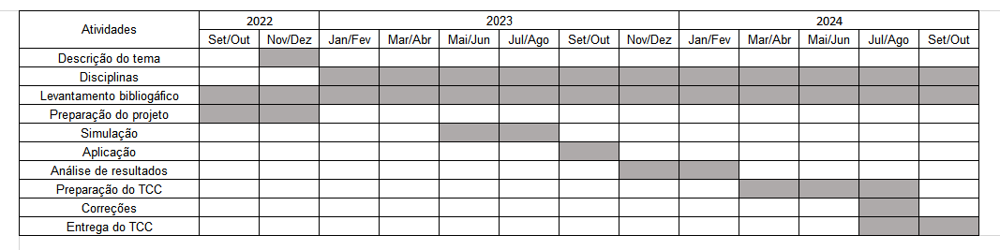 Atividades 2022 2023 2024
Set/Out Nov/Dez Jan/Fev Mar/Abr Mai/Jun Jul/Ago Set/Out Nov/Dez Jan/Fev Mar/Abr Mai/Jun Jul/Ago Set/Out
Descrição do tema
Disciplinas
Levantamento bibliogáfico
Preparação do projeto
Simulação
Aplicação
Análise de resultados
Preparação do TCC
Correções
Entrega do TCC